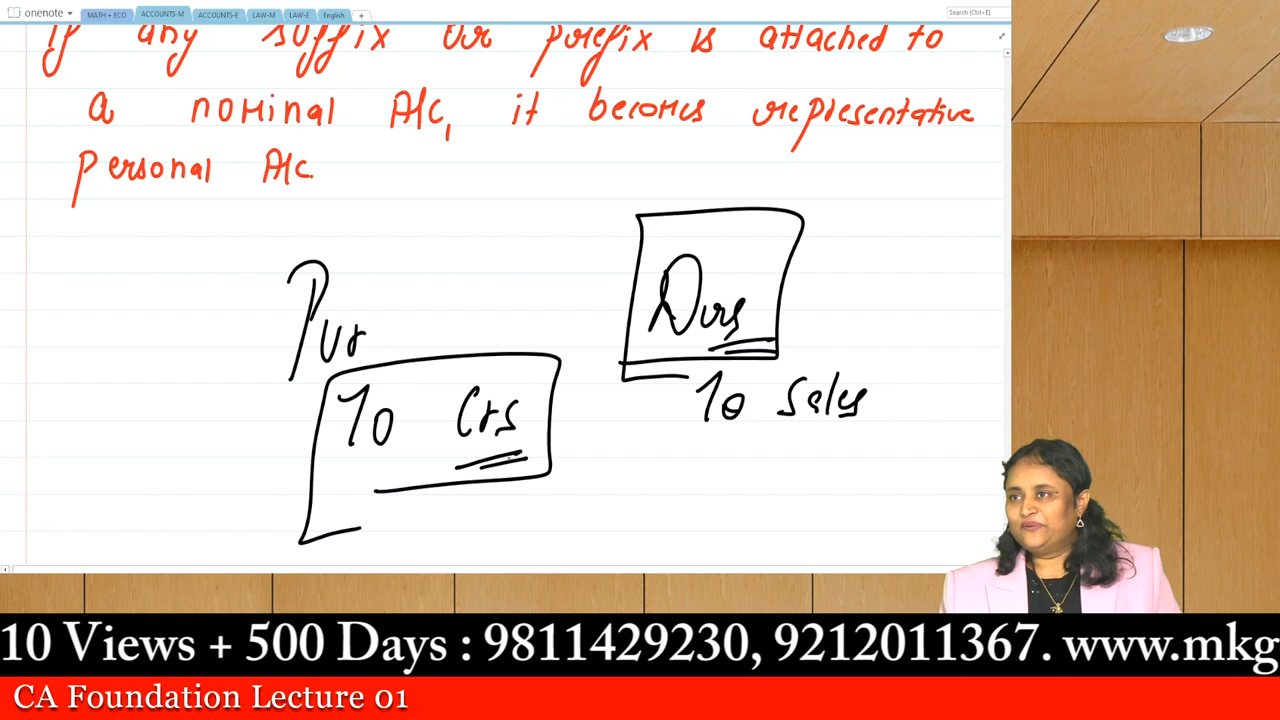 onenote
MATH + ECO ACCOUNTS-M ACCOUNTS-E LAW-M LAW-E English +
Search (Ctrl+E)
If any suffix or prefix is attached to
a nominal A/c, it becomes representative
personal A/c.
Pur
To Crs
Drs
To Sales
10 Views + 500 Days : 9811429230, 9212011367. www.mkg
CA Foundation Lecture 01